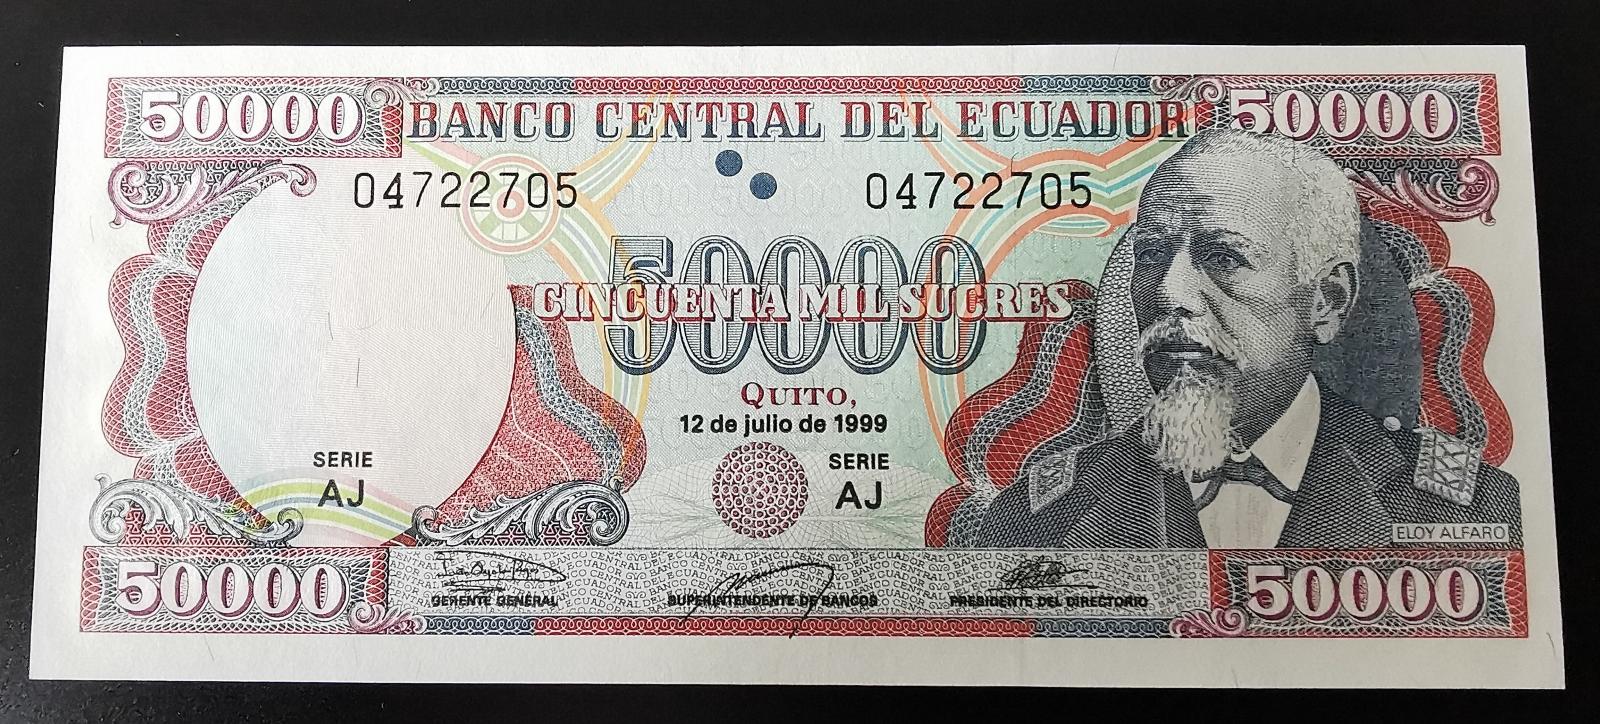 50000 BANCO CENTRAL DEL ECUADOR 50000
04722705 04722705
50000
CINCUENTA MIL SUCRES
QUITO,
12 de julio de 1999
SERIE SERIE
AJ AJ
ELOY ALFARO
50000 50000
GERENTE GENERAL SUPERINTENDENTE DE BANCOS PRESIDENTE DEL DIRECTORIO